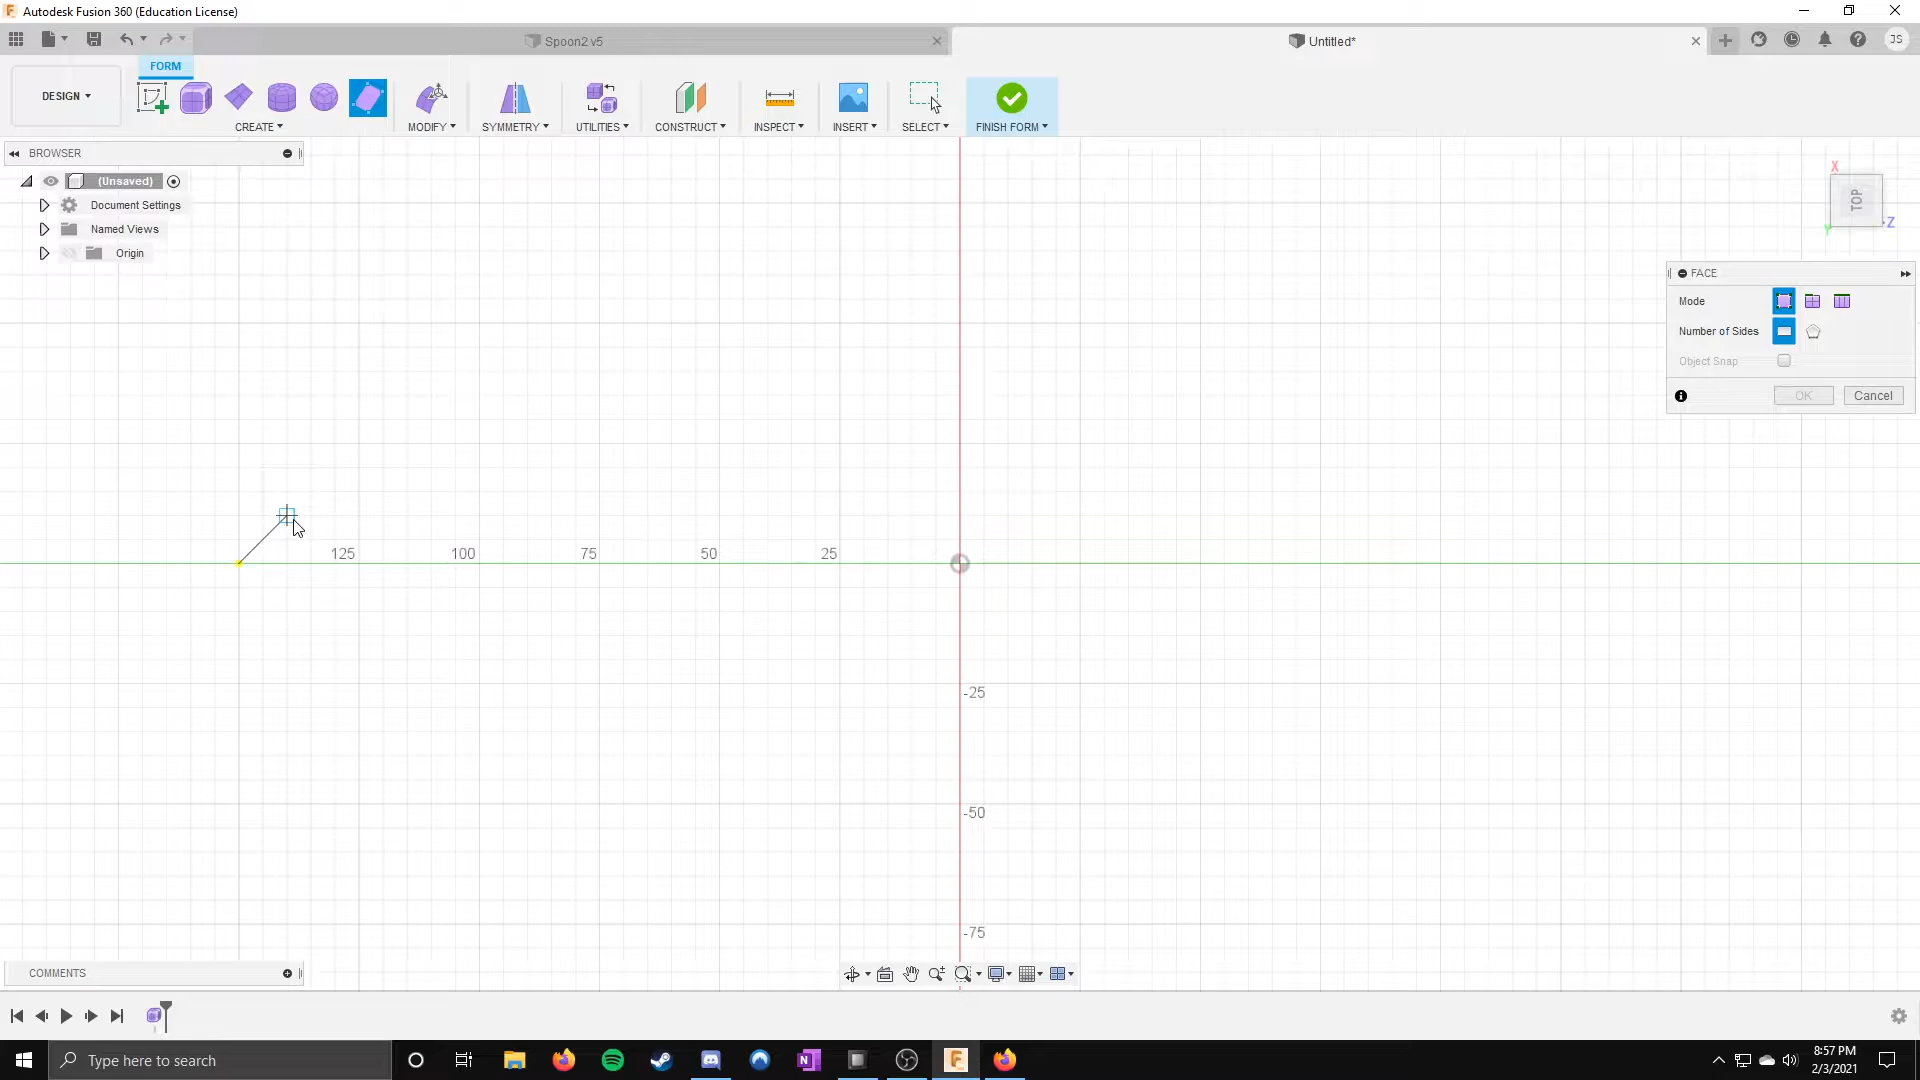 Autodesk Fusion 360 (Education License)
Spoon2 v5
Untitled*
JS
FORM
DESIGN
CREATE
MODIFY
SYMMETRY
UTILITIES
CONSTRUCT
INSPECT
INSERT
SELECT
FINISH FORM
BROWSER
(Unsaved)
Document Settings
Named Views
Origin
X
TOP
Z
Y
FACE
Mode
Number of Sides
Object Snap
OK
Cancel
125
100
75
50
25
-25
-50
-75
COMMENTS
Type here to search
8:57 PM
2/3/2021